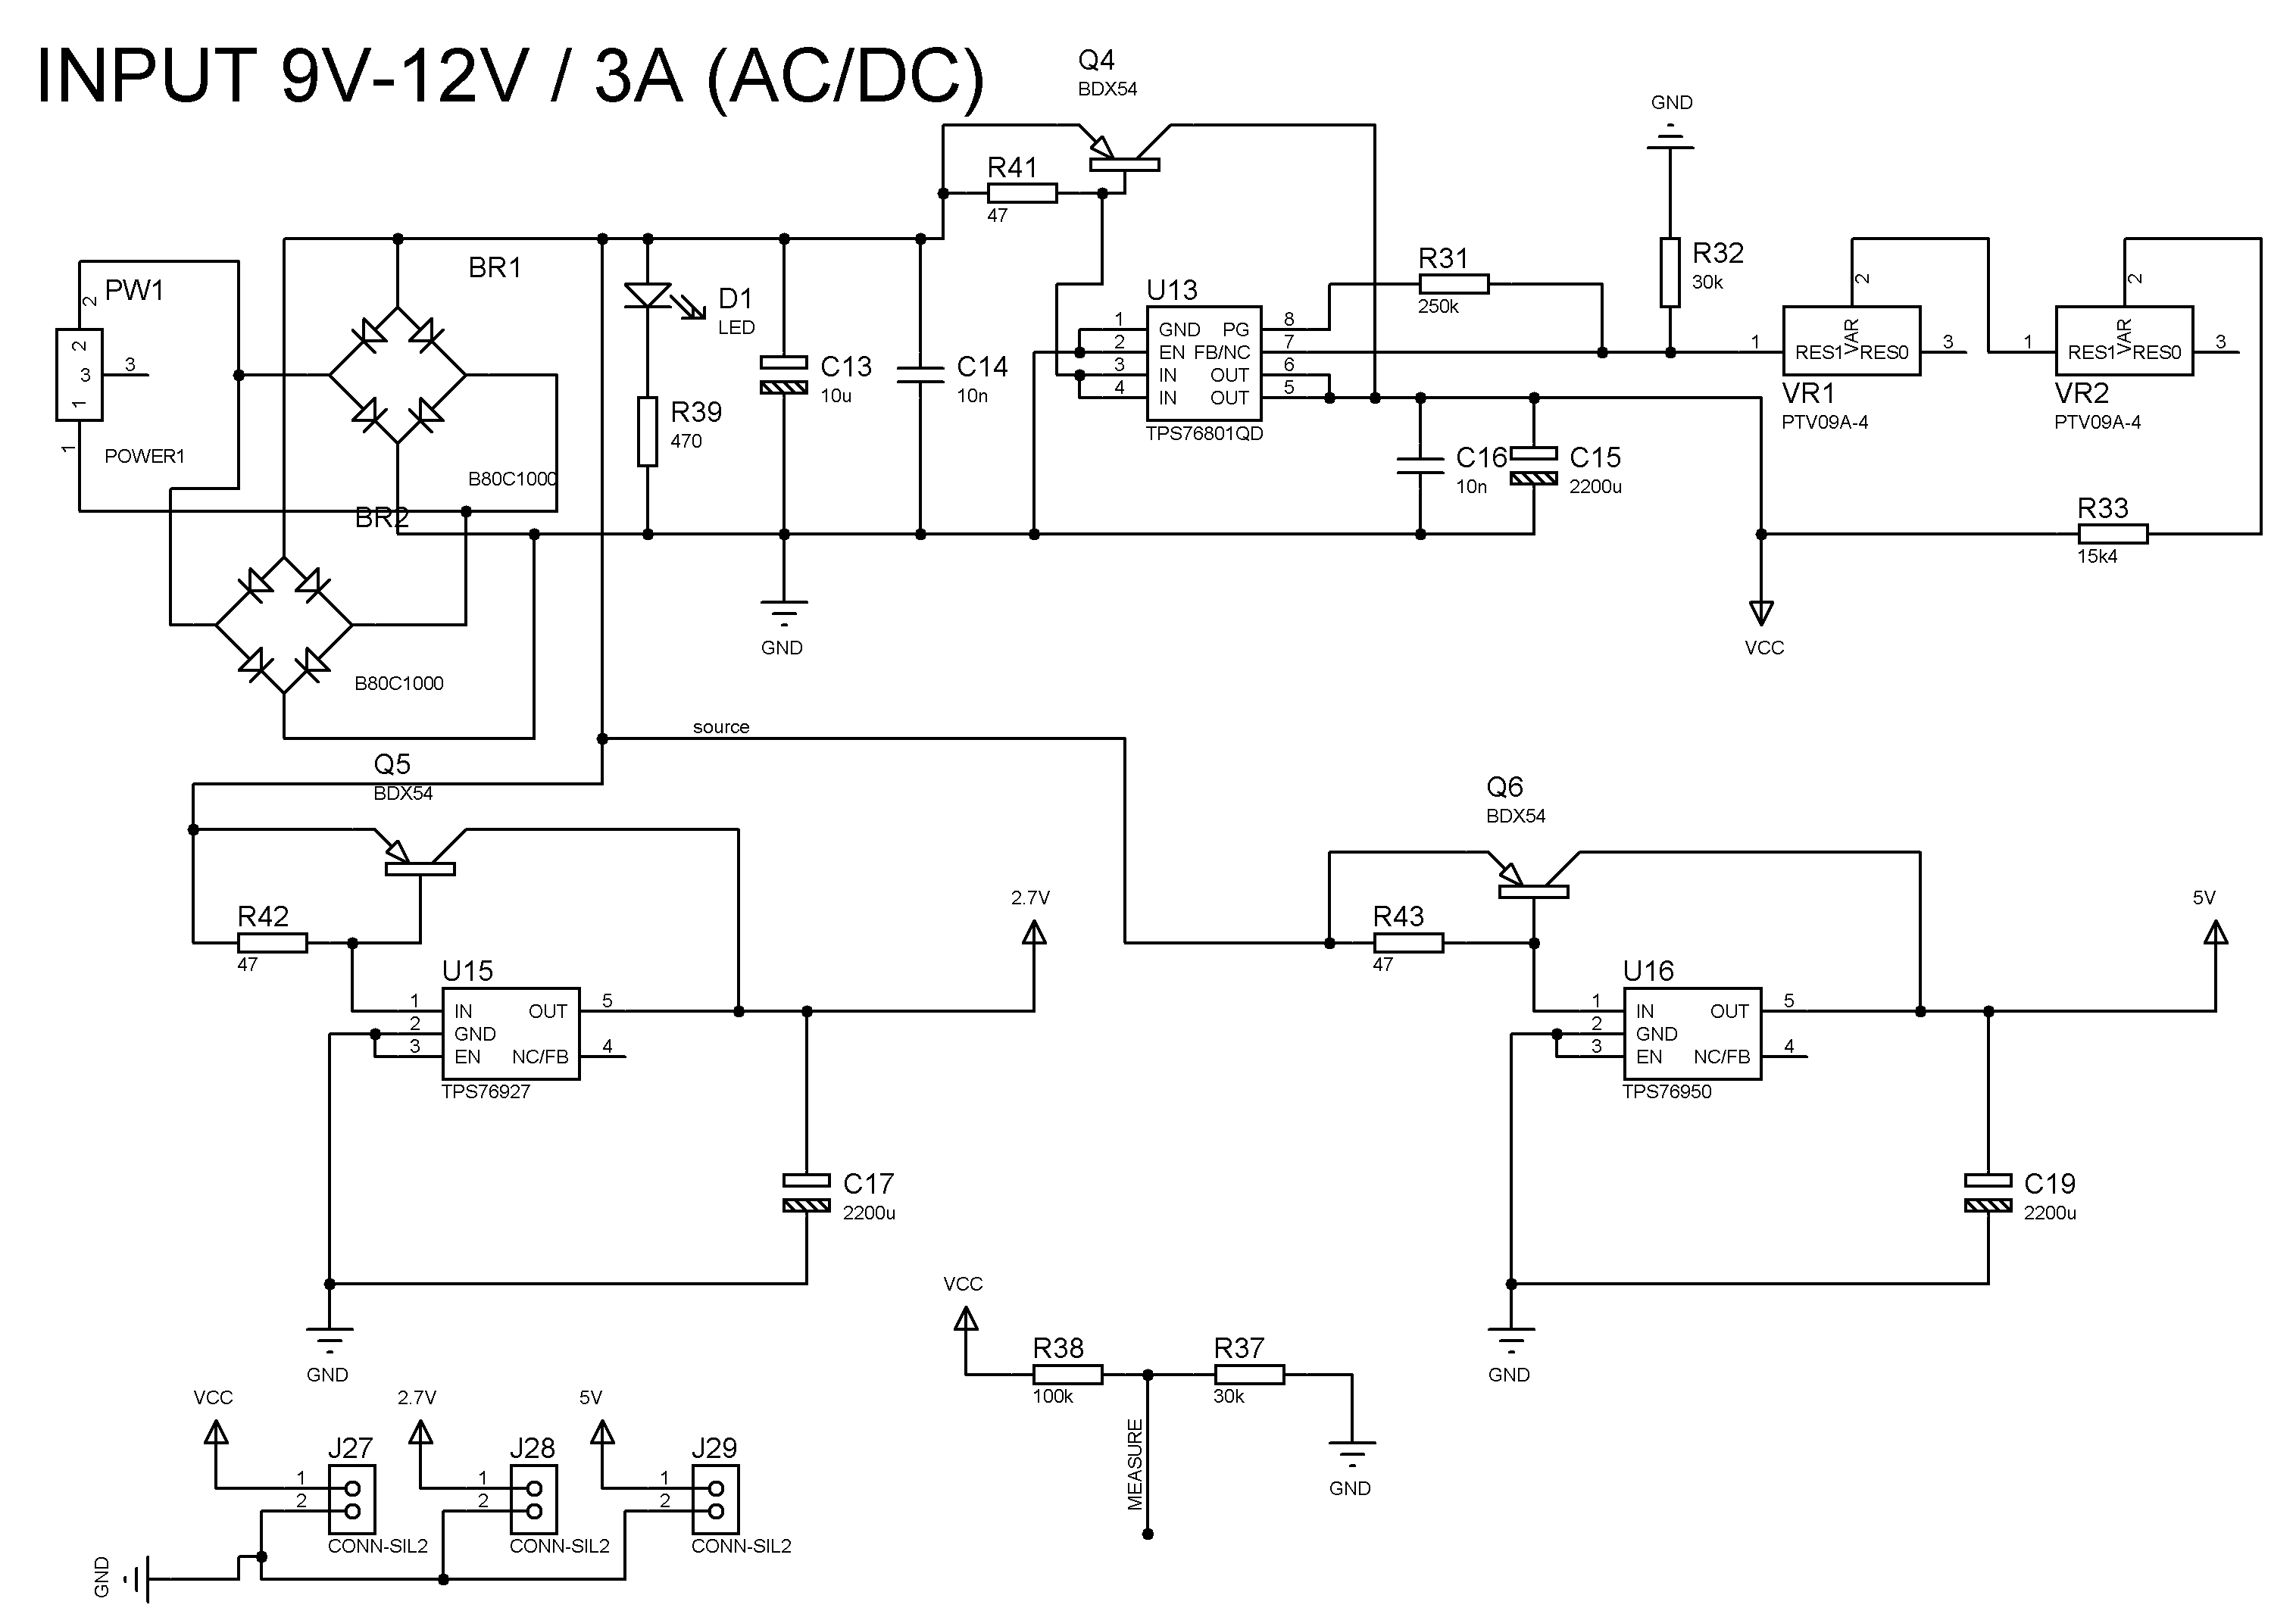 INPUT 9V-12V / 3A (AC/DC)
Q4
BDX54
GND
R41
47
PW1
2
2
3
3
1
1
POWER1
BR1
B80C1000
BR2
B80C1000
D1
LED
R39
470
C13
10u
C14
10n
GND
U13
1 GND PG 8
2 EN FB/NC 7
3 IN OUT 6
4 IN OUT 5
TPS76801QD
R31
250k
R32
30k
C16
10n
C15
2200u
1 RES1 VAR RES0 3
2
VR1
PTV09A-4
1 RES1 VAR RES0 3
2
VR2
PTV09A-4
R33
15k4
VCC
source
Q5
BDX54
R42
47
U15
1 IN OUT 5
2 GND
3 EN NC/FB 4
TPS76927
2.7V
C17
2200u
GND
Q6
BDX54
R43
47
U16
1 IN OUT 5
2 GND
3 EN NC/FB 4
TPS76950
5V
C19
2200u
GND
VCC
R38
100k
R37
30k
MEASURE
GND
VCC
J27
1
2
CONN-SIL2
2.7V
J28
1
2
CONN-SIL2
5V
J29
1
2
CONN-SIL2
GND